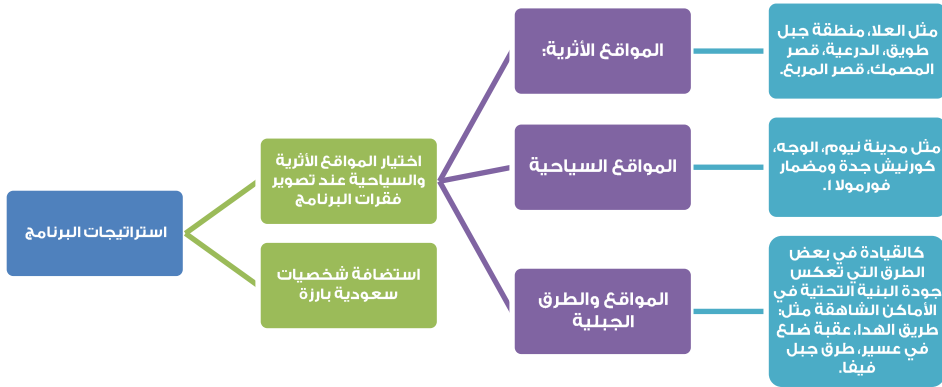 استراتيجات البرنامج
اختيار المواقع الأثرية
والسياحية عند تصوير
فقرات البرنامج
المواقع الأثرية:
مثل العلا، منطقة جبل
طويق، الدرعية، قصر
المصمك، قصر المربع.
المواقع السياحية
مثل مدينة نيوم، الوجه،
كورنيش جدة ومضمار
فورمولا ١.
المواقع والطرق
الجبلية
كالقيادة في بعض
الطرق التي تعكس
جودة البنية التحتية في
الأماكن الشاهقة مثل:
طريق الهدا، عقبة ضلع
في عسير، طرق جبل
فيفا.
استضافة شخصيات
سعودية بارزة